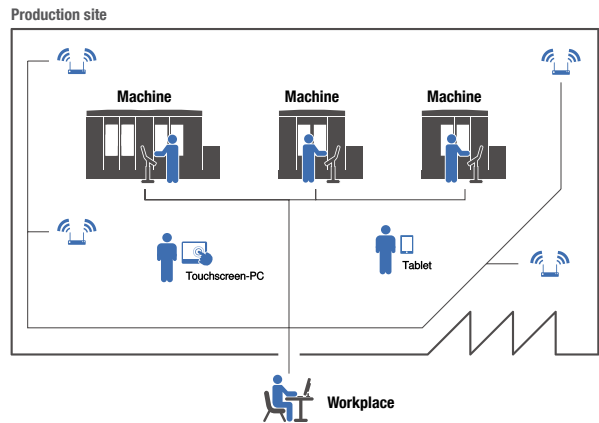 Production site
Machine
Machine
Machine
Touchscreen-PC
Tablet
Workplace